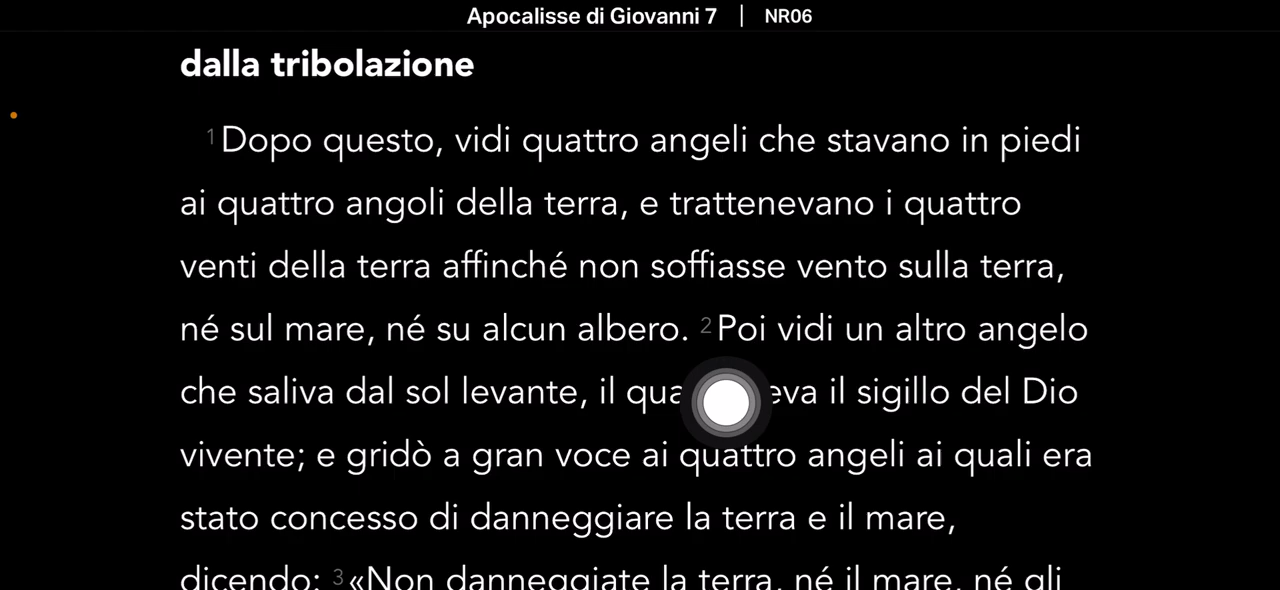 Apocalisse di Giovanni 7 | NR06
dalla tribolazione
1 Dopo questo, vidi quattro angeli che stavano in piedi
ai quattro angoli della terra, e trattenevano i quattro
venti della terra affinché non soffiasse vento sulla terra,
né sul mare, né su alcun albero. 2 Poi vidi un altro angelo
che saliva dal sol levante, il il sigillo del Dio
vivente; e gridò a gran voce ai quattro angeli ai quali era
stato concesso di danneggiare la terra e il mare,
dicendo: 3 «Non danneggiate la terra, né il mare, né gli